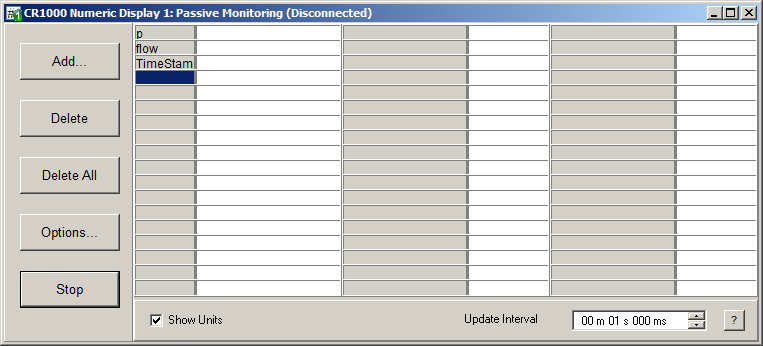 CR1000 Numeric Display 1: Passive Monitoring (Disconnected)
Add...
Delete
Delete All
Options...
Stop
p
flow
TimeStam
Show Units
Update Interval
00 m 01 s 000 ms
?